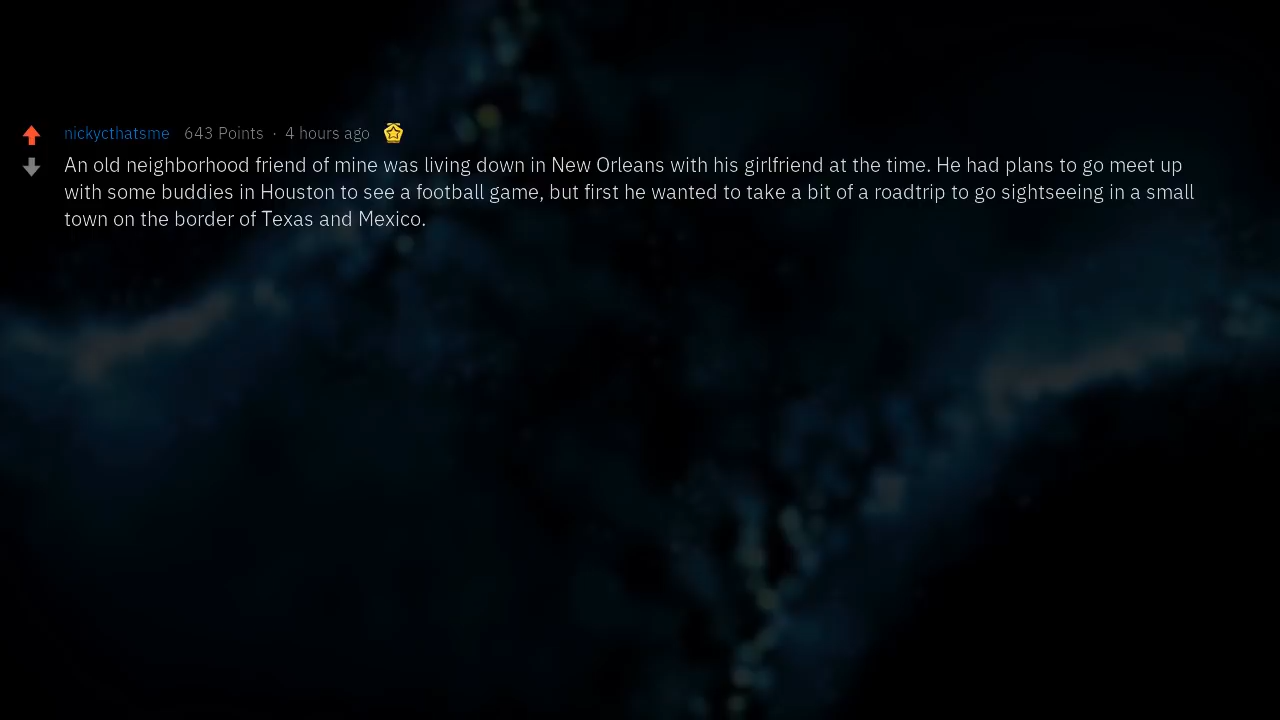 nickycthatsme 643 Points · 4 hours ago
An old neighborhood friend of mine was living down in New Orleans with his girlfriend at the time. He had plans to go meet up
with some buddies in Houston to see a football game, but first he wanted to take a bit of a roadtrip to go sightseeing in a small
town on the border of Texas and Mexico.